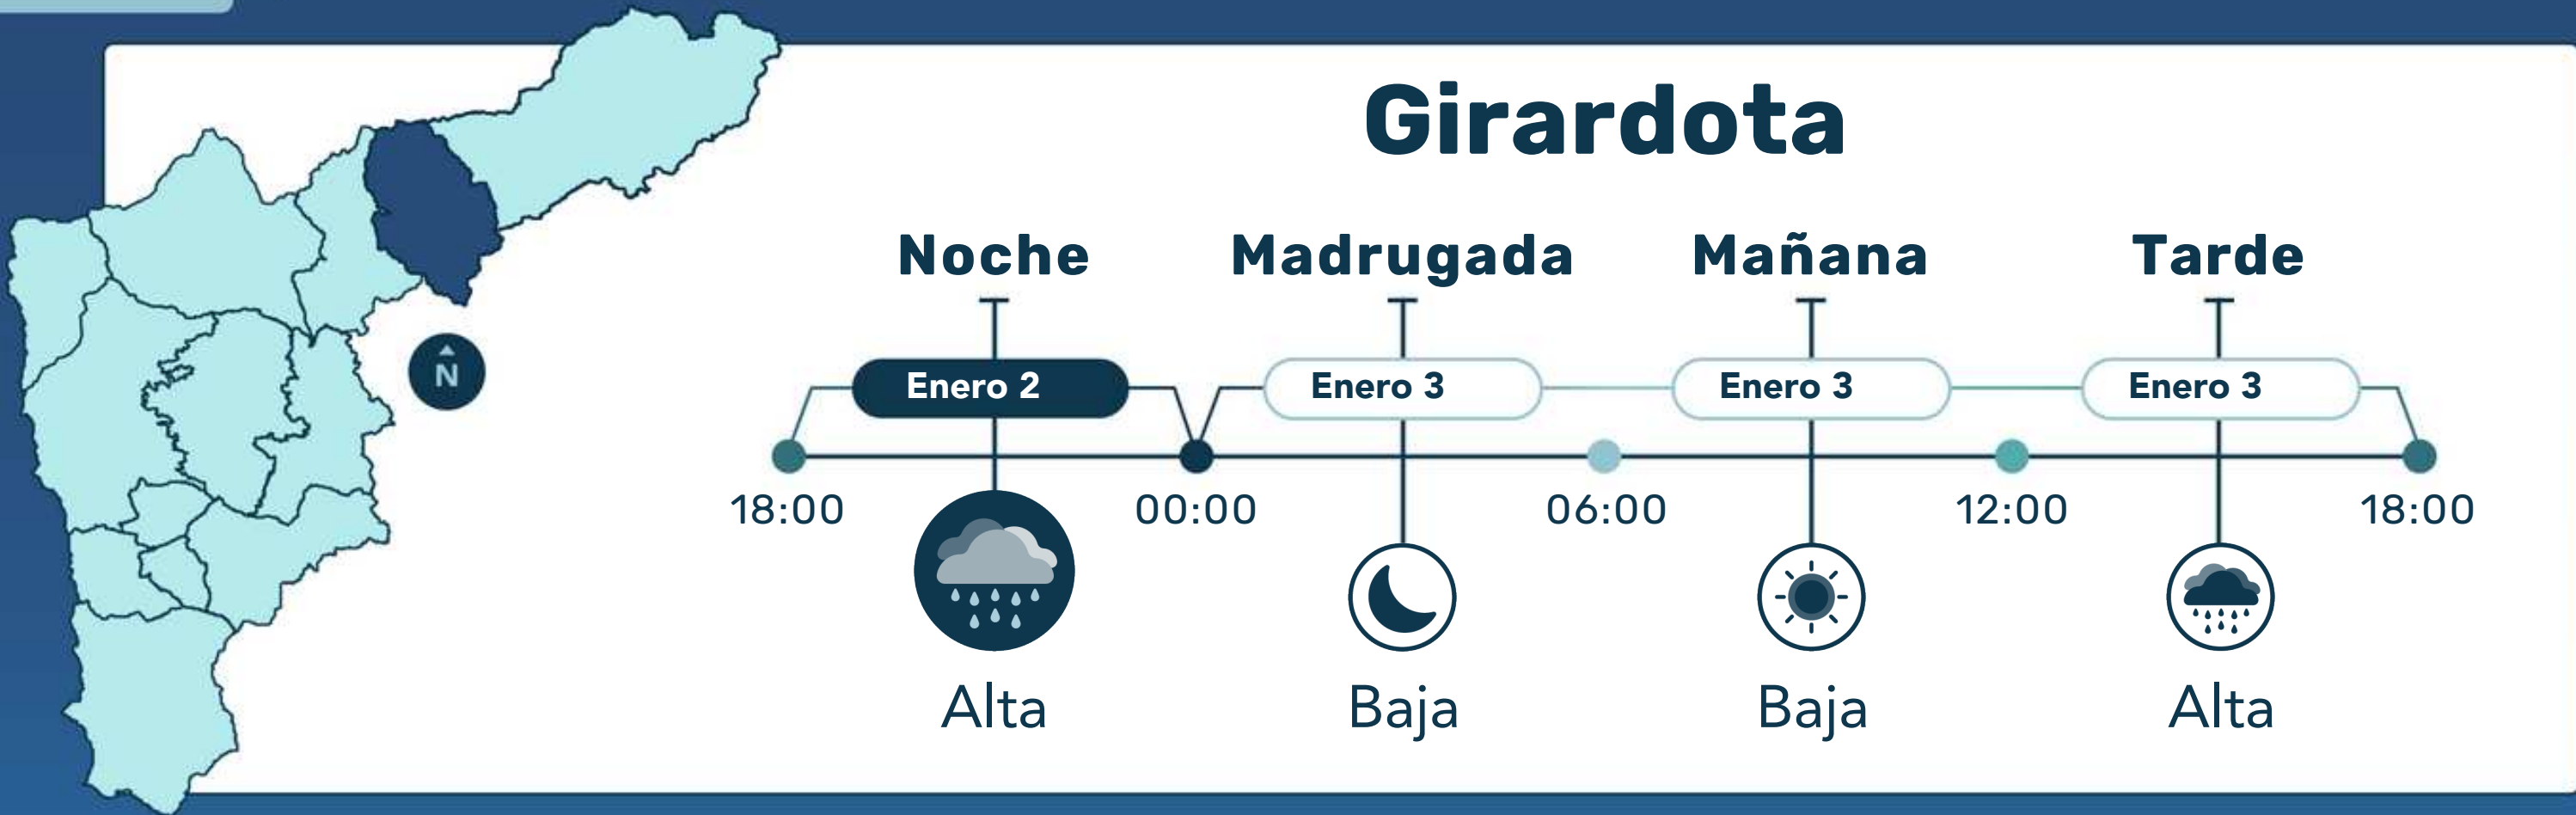 Girardota
Noche Madrugada Mañana Tarde
Enero 2 Enero 3 Enero 3 Enero 3
N
18:00 00:00 06:00 12:00 18:00
Alta Baja Baja Alta